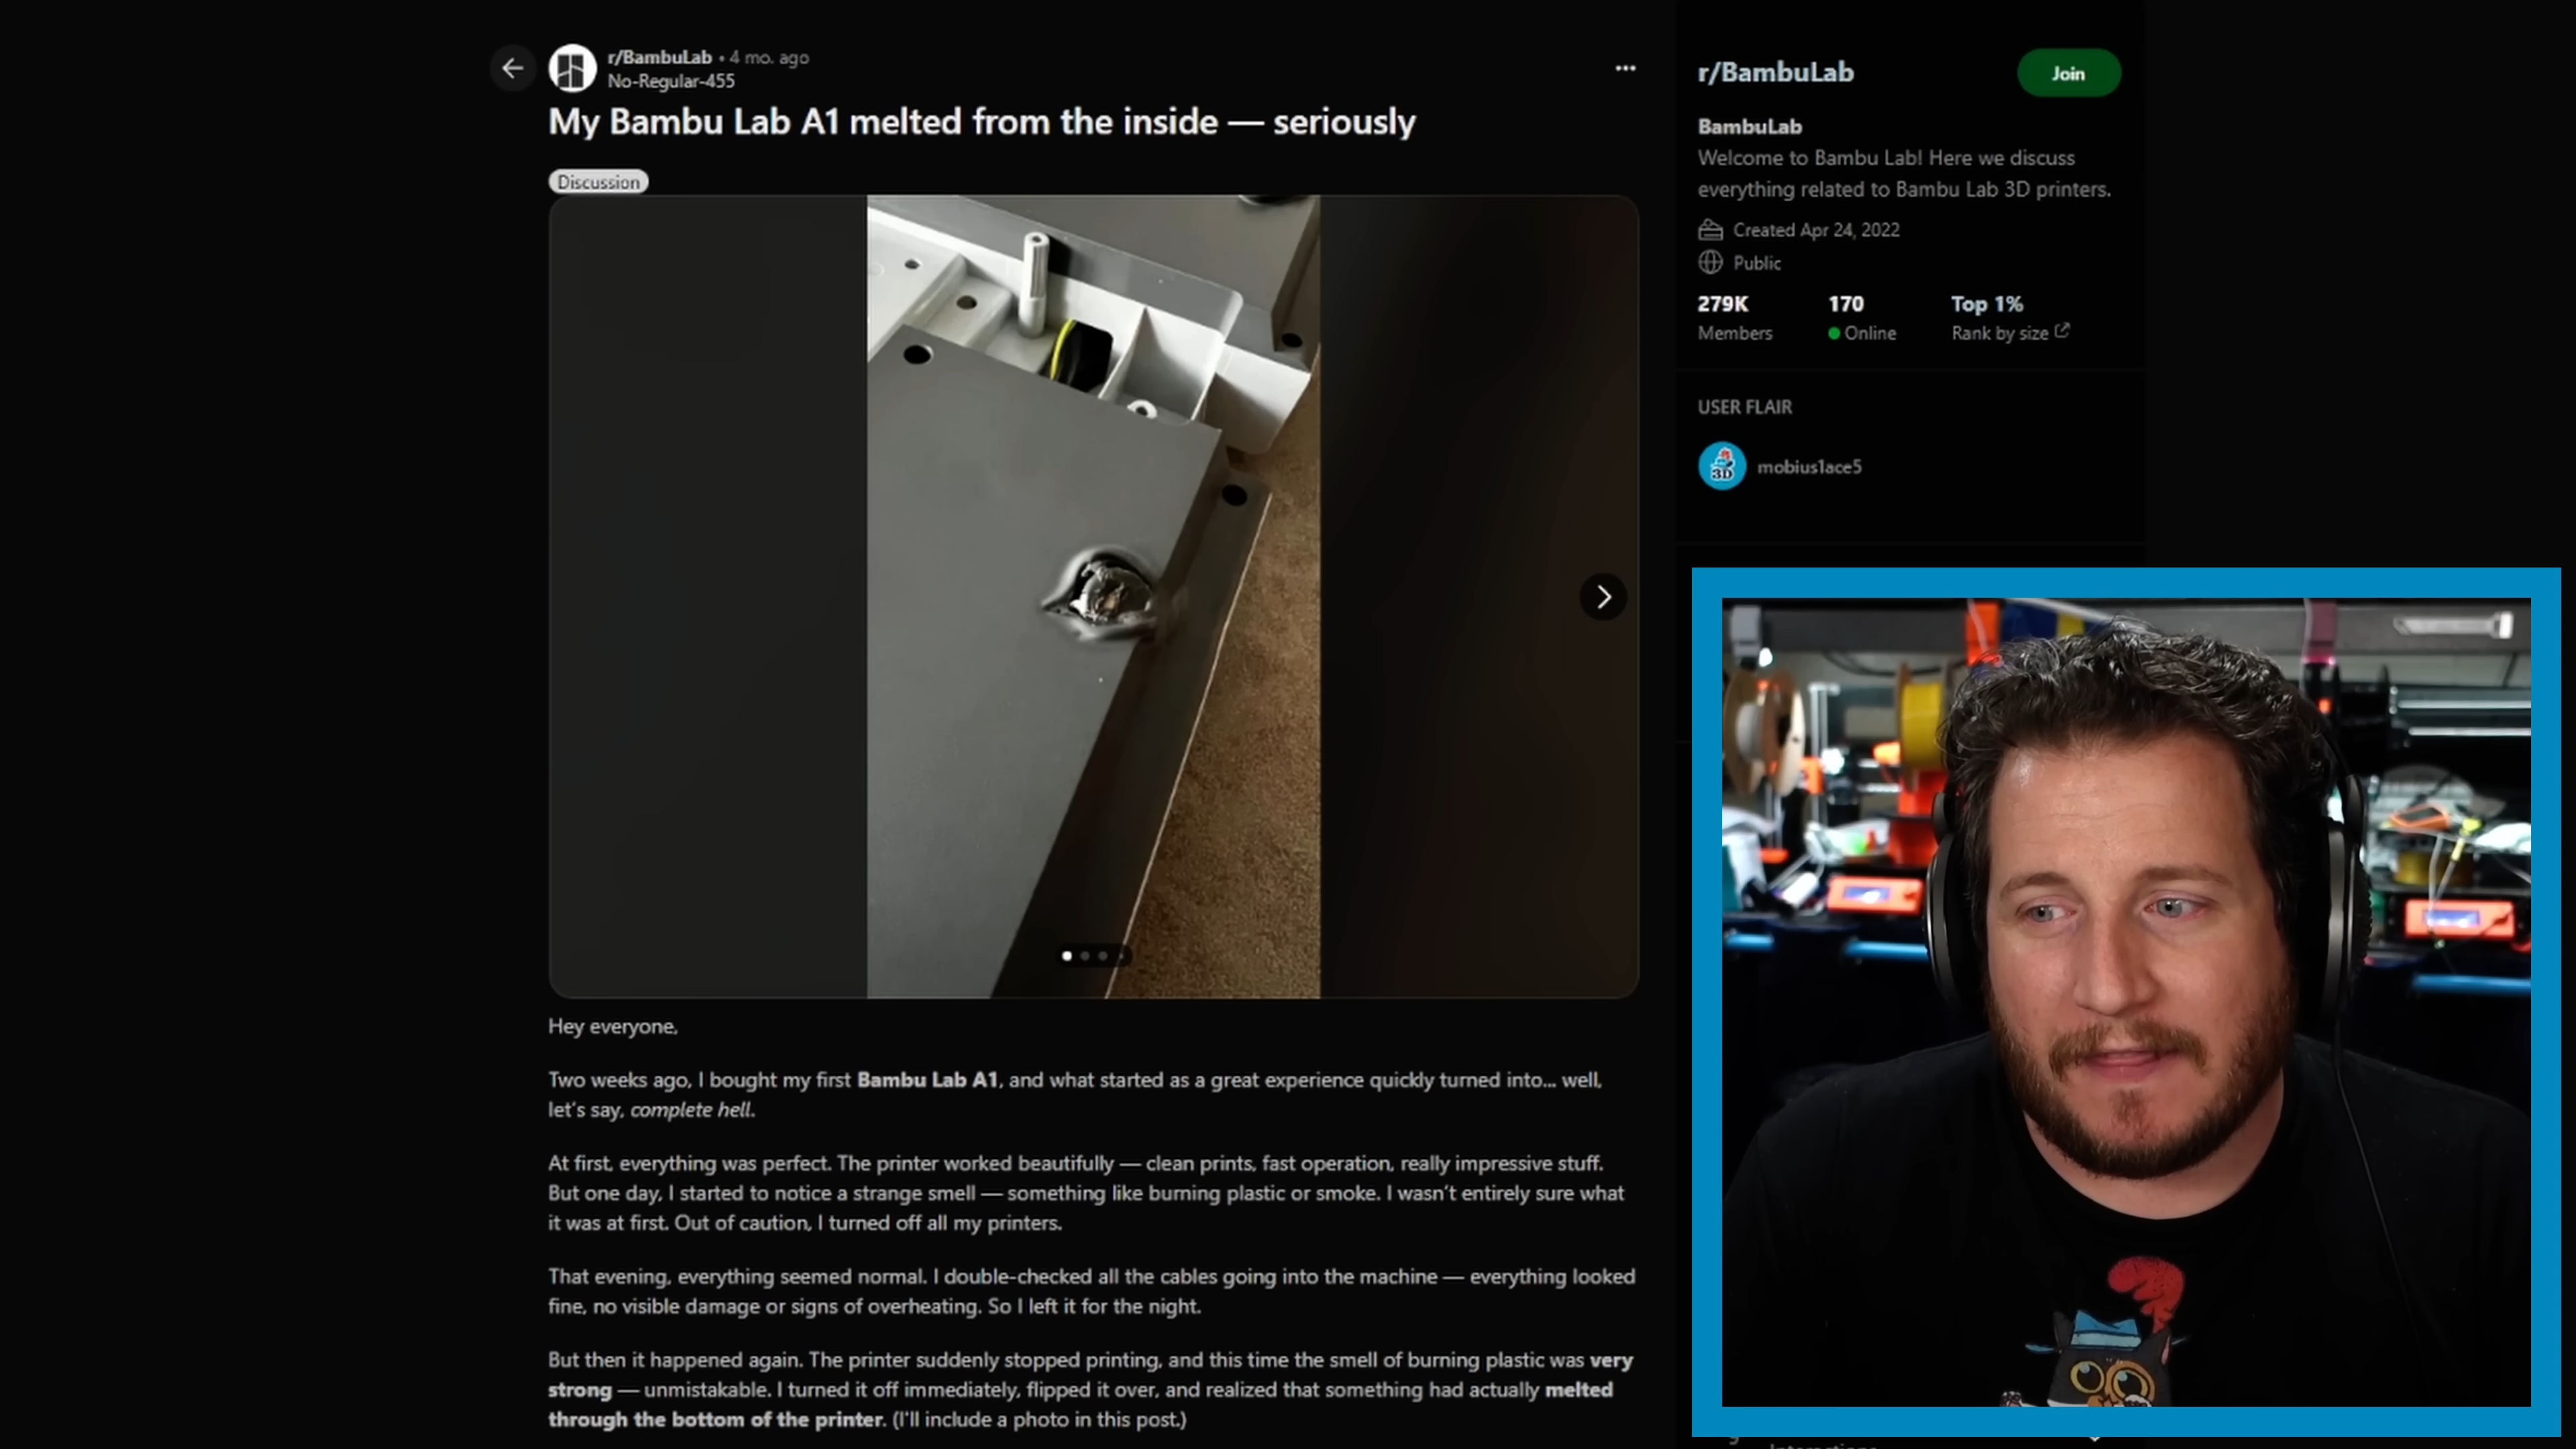 r/BambuLab • 4 mo. ago
No-Regular-455
My Bambu Lab A1 melted from the inside — seriously
Discussion
Hey everyone,
Two weeks ago, I bought my first Bambu Lab A1, and what started as a great experience quickly turned into... well,
let's say, complete hell.
At first, everything was perfect. The printer worked beautifully — clean prints, fast operation, really impressive stuff.
But one day, I started to notice a strange smell — something like burning plastic or smoke. I wasn't entirely sure what
it was at first. Out of caution, I turned off all my printers.
That evening, everything seemed normal. I double-checked all the cables going into the machine — everything looked
fine, no visible damage or signs of overheating. So I left it for the night.
But then it happened again. The printer suddenly stopped printing, and this time the smell of burning plastic was very
strong — unmistakable. I turned it off immediately, flipped it over, and realized that something had actually melted
through the bottom of the printer. (I'll include a photo in this post.)
r/BambuLab
Join
BambuLab
Welcome to Bambu Lab! Here we discuss
everything related to Bambu Lab 3D printers.
Created Apr 24, 2022
Public
279K 170 Top 1%
Members Online Rank by size
USER FLAIR
3D
mobius1ace5